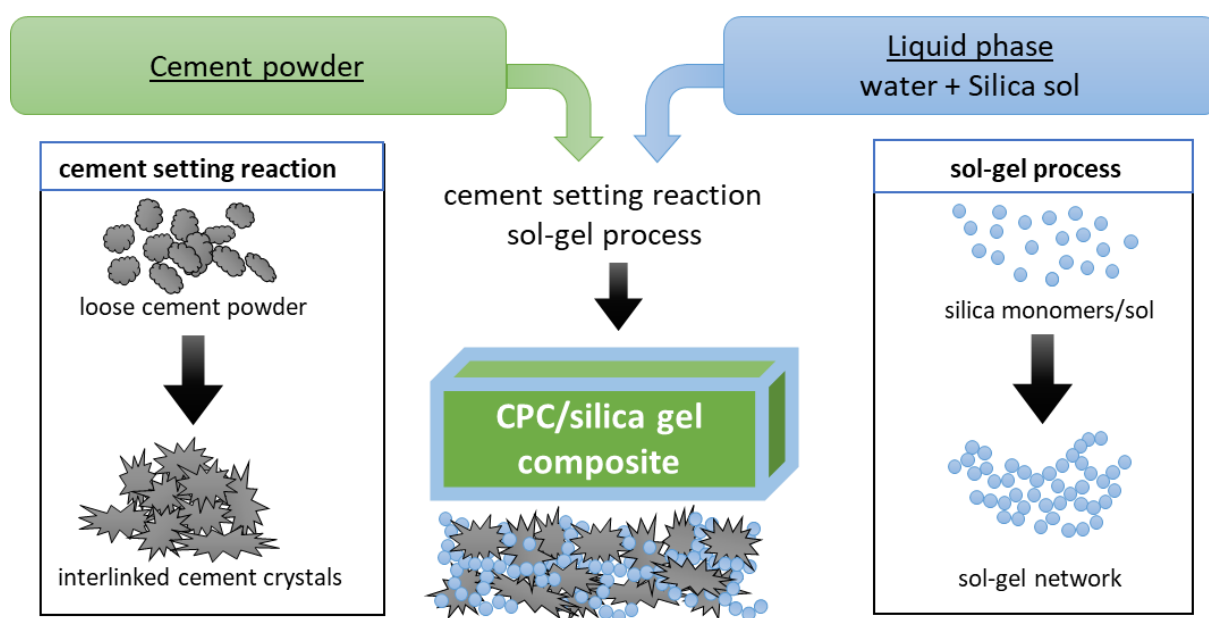 Cement powder
Liquid phase
water + Silica sol
cement setting reaction
loose cement powder
interlinked cement crystals
cement setting reaction
sol-gel process
CPC/silica gel
composite
sol-gel process
silica monomers/sol
sol-gel network